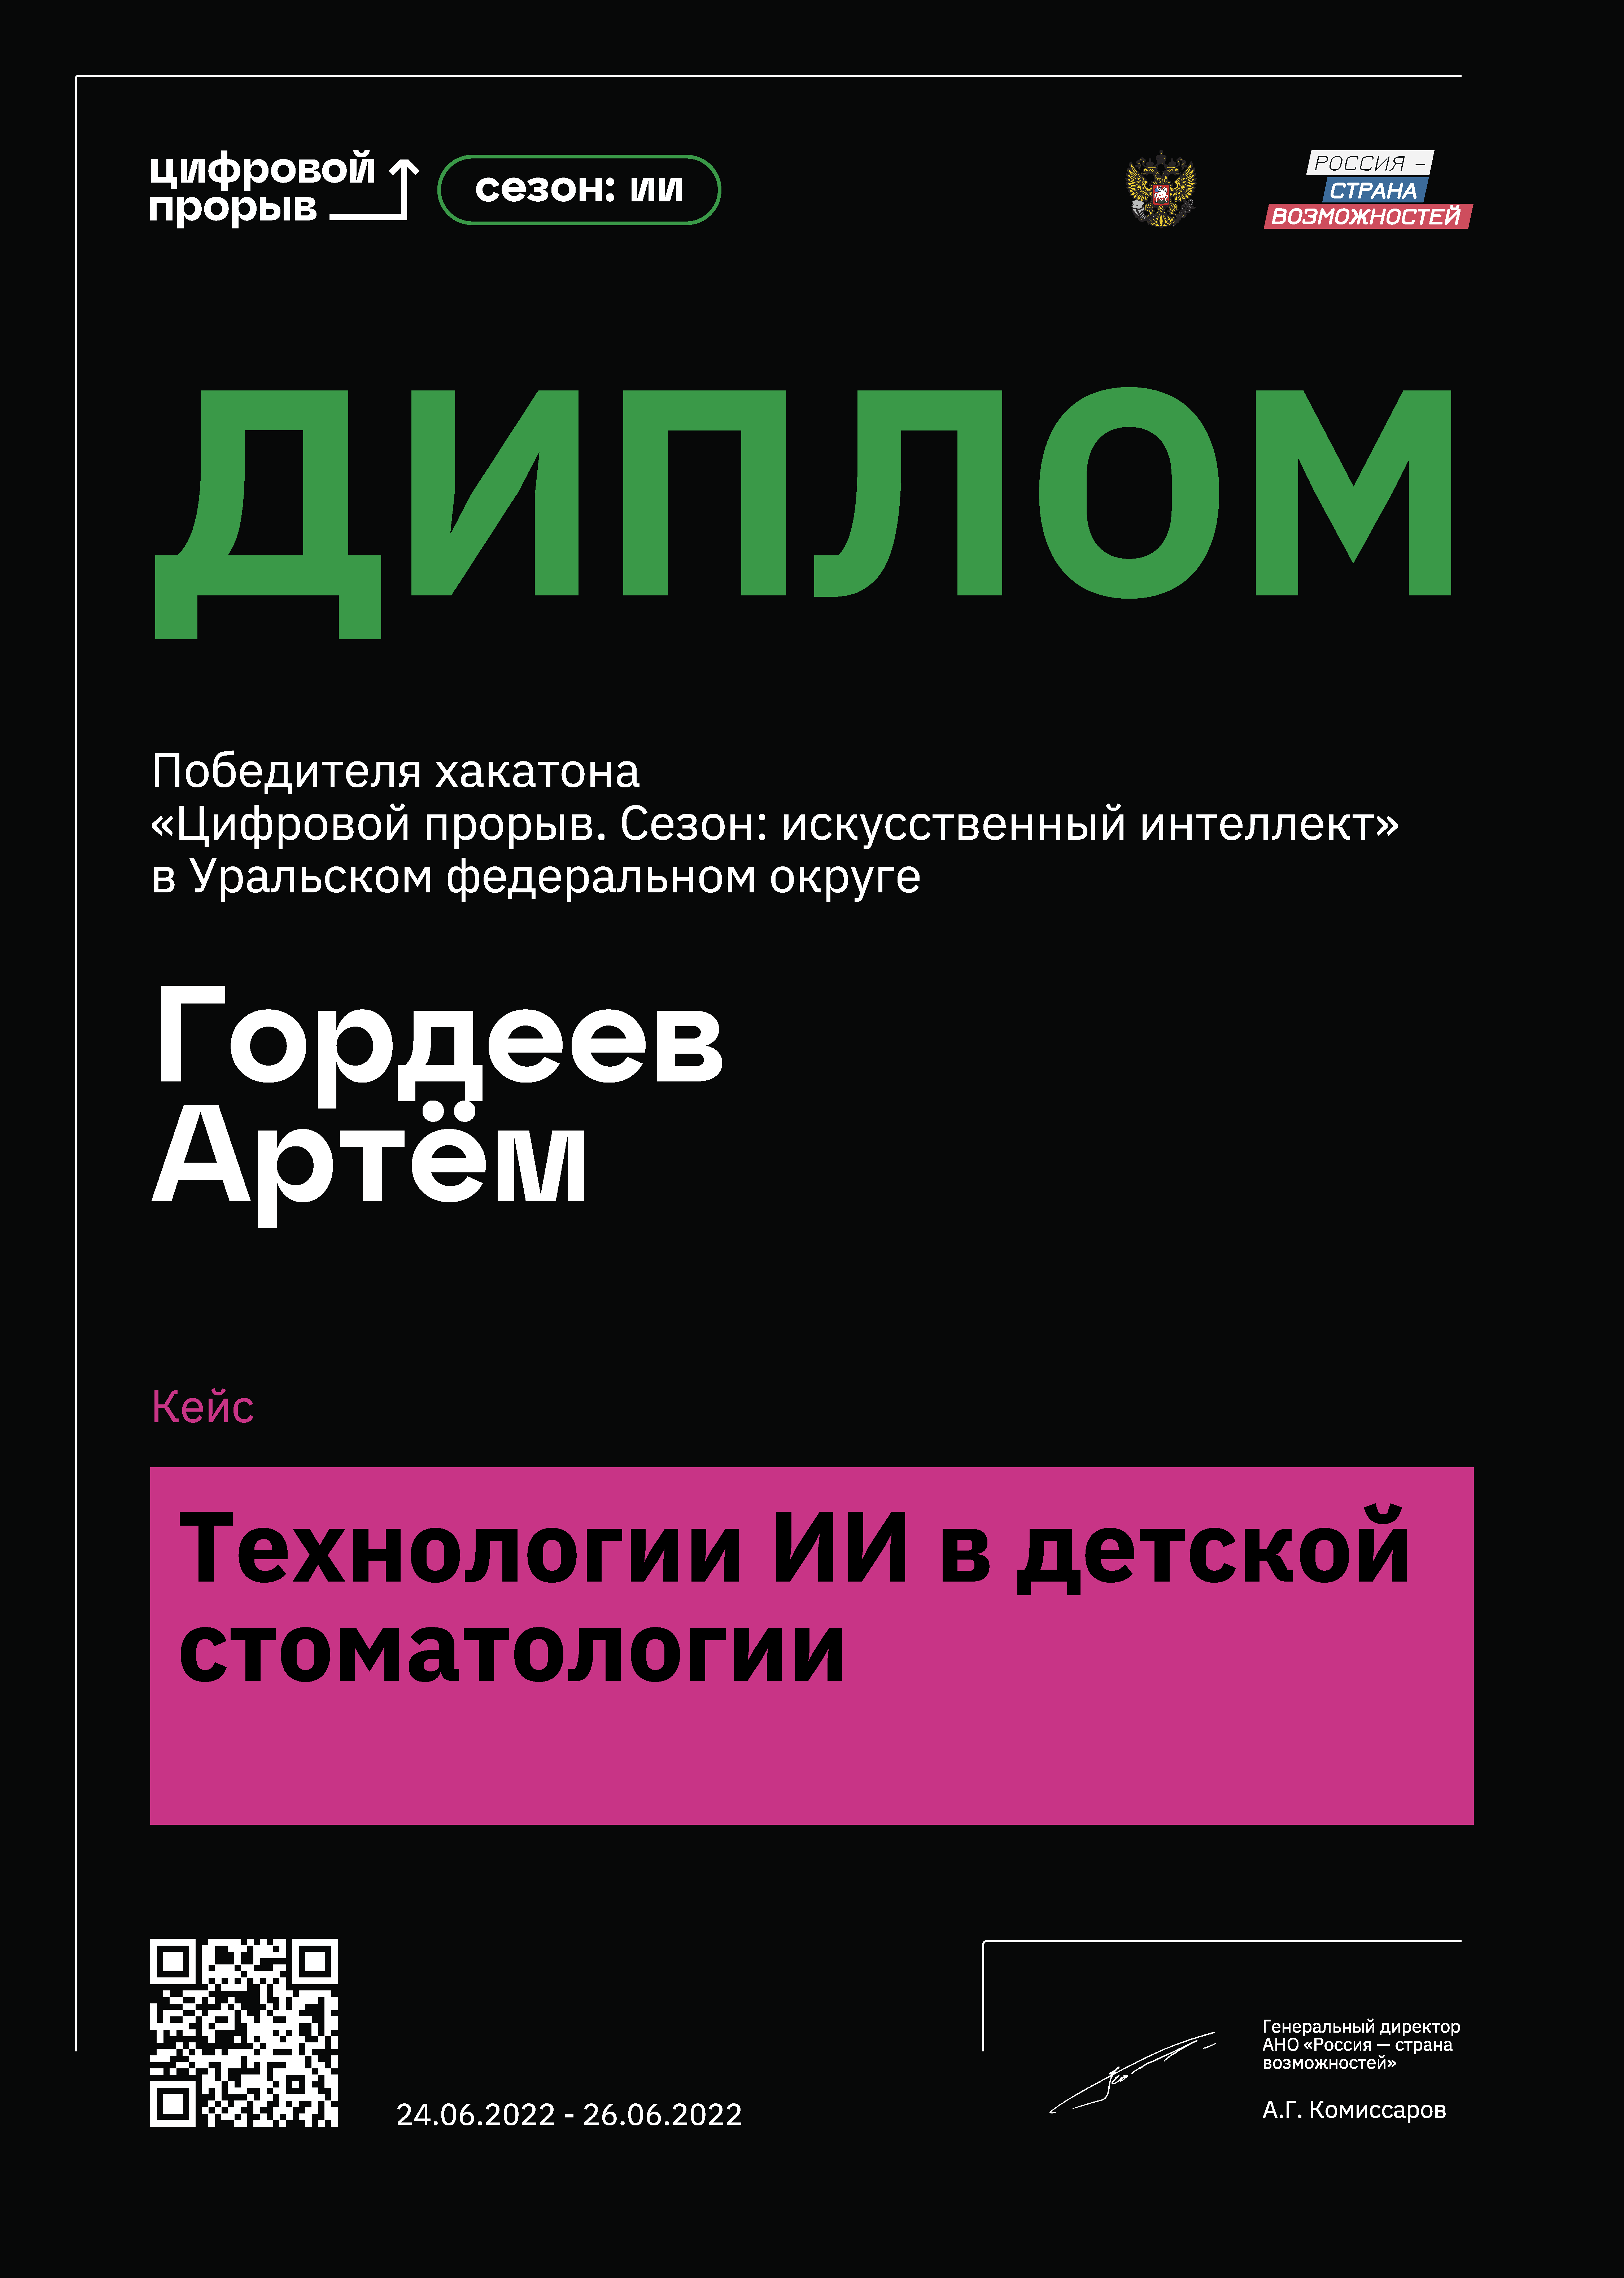 цифровой
прорыв
сезон: ии
РОССИЯ –
СТРАНА
ВОЗМОЖНОСТЕЙ
ДИПЛОМ
Победителя хакатона
«Цифровой прорыв. Сезон: искусственный интеллект»
в Уральском федеральном округе
Гордеев
Артём
Кейс
Технологии ИИ в детской
стоматологии
24.06.2022 - 26.06.2022
Генеральный директор
АНО «Россия — страна
возможностей»
А.Г. Комиссаров